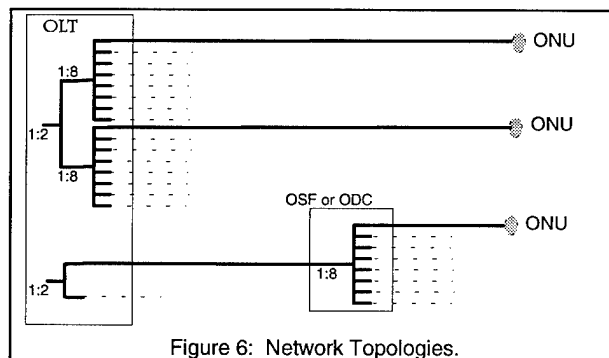 OLT
ONU
1:8
1:2
ONU
1:8
OSF or ODC
ONU
1:8
1:2
Figure 6: Network Topologies.